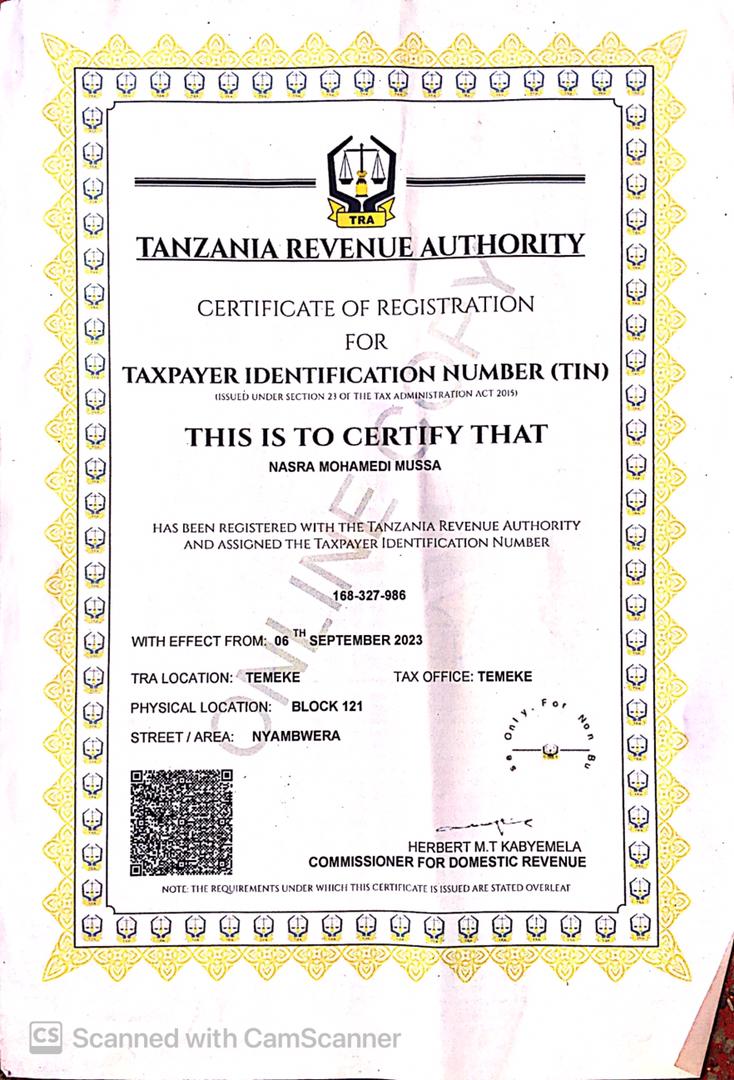 TRA
TANZANIA REVENUE AUTHORITY
CERTIFICATE OF REGISTRATION
FOR
TAXPAYER IDENTIFICATION NUMBER (TIN)
(ISSUED UNDER SECTION 23 OF THE TAX ADMINISTRATION ACT 2015)
THIS IS TO CERTIFY THAT
NASRA MOHAMEDI MUSSA
HAS BEEN REGISTERED WITH THE TANZANIA REVENUE AUTHORITY
AND ASSIGNED THE TAXPAYER IDENTIFICATION NUMBER
168-327-986
WITH EFFECT FROM: 06 TH SEPTEMBER 2023
TRA LOCATION: TEMEKE TAX OFFICE: TEMEKE
PHYSICAL LOCATION: BLOCK 121
STREET / AREA: NYAMBWERA
se Only. For Non Bu
HERBERT M.T KABYEMELA
COMMISSIONER FOR DOMESTIC REVENUE
NOTE: THE REQUIREMENTS UNDER WHICH THIS CERTIFICATE IS ISSUED ARE STATED OVERLEAF
ONLINE COPY
CS Scanned with CamScanner